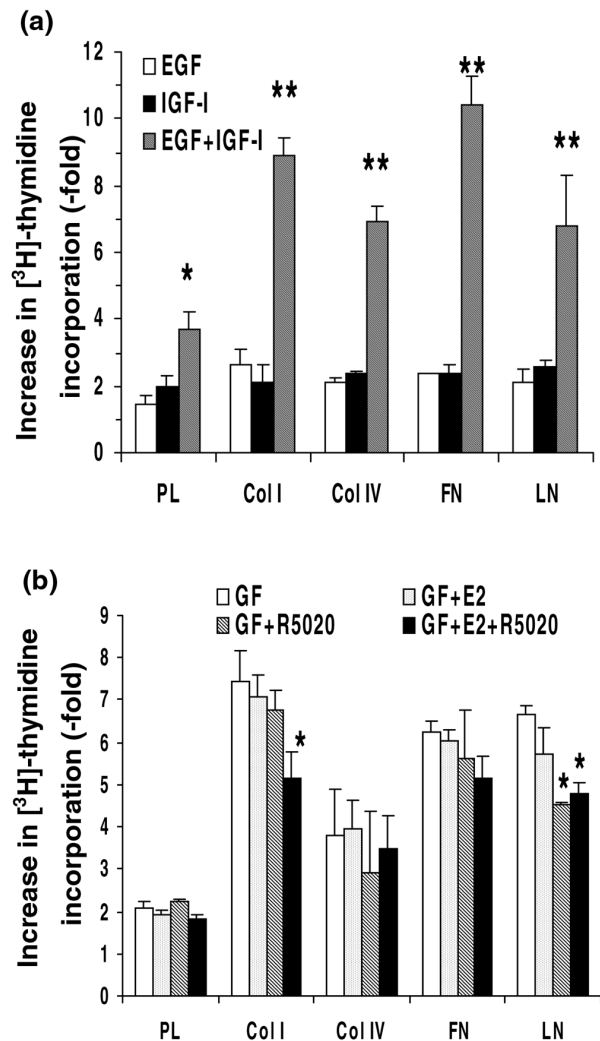 (a)
Increase in [³H]-thymidine
incorporation (-fold)
12
10
8
6
4
2
0
EGF
IGF-I
EGF+IGF-I
*
**
**
**
**
PL
Col I
Col IV
FN
LN
(b)
Increase in [³H]-thymidine
incorporation (-fold)
9
8
7
6
5
4
3
2
1
0
GF
GF+E2
GF+R5020
GF+E2+R5020
*
*
*
PL
Col I
Col IV
FN
LN